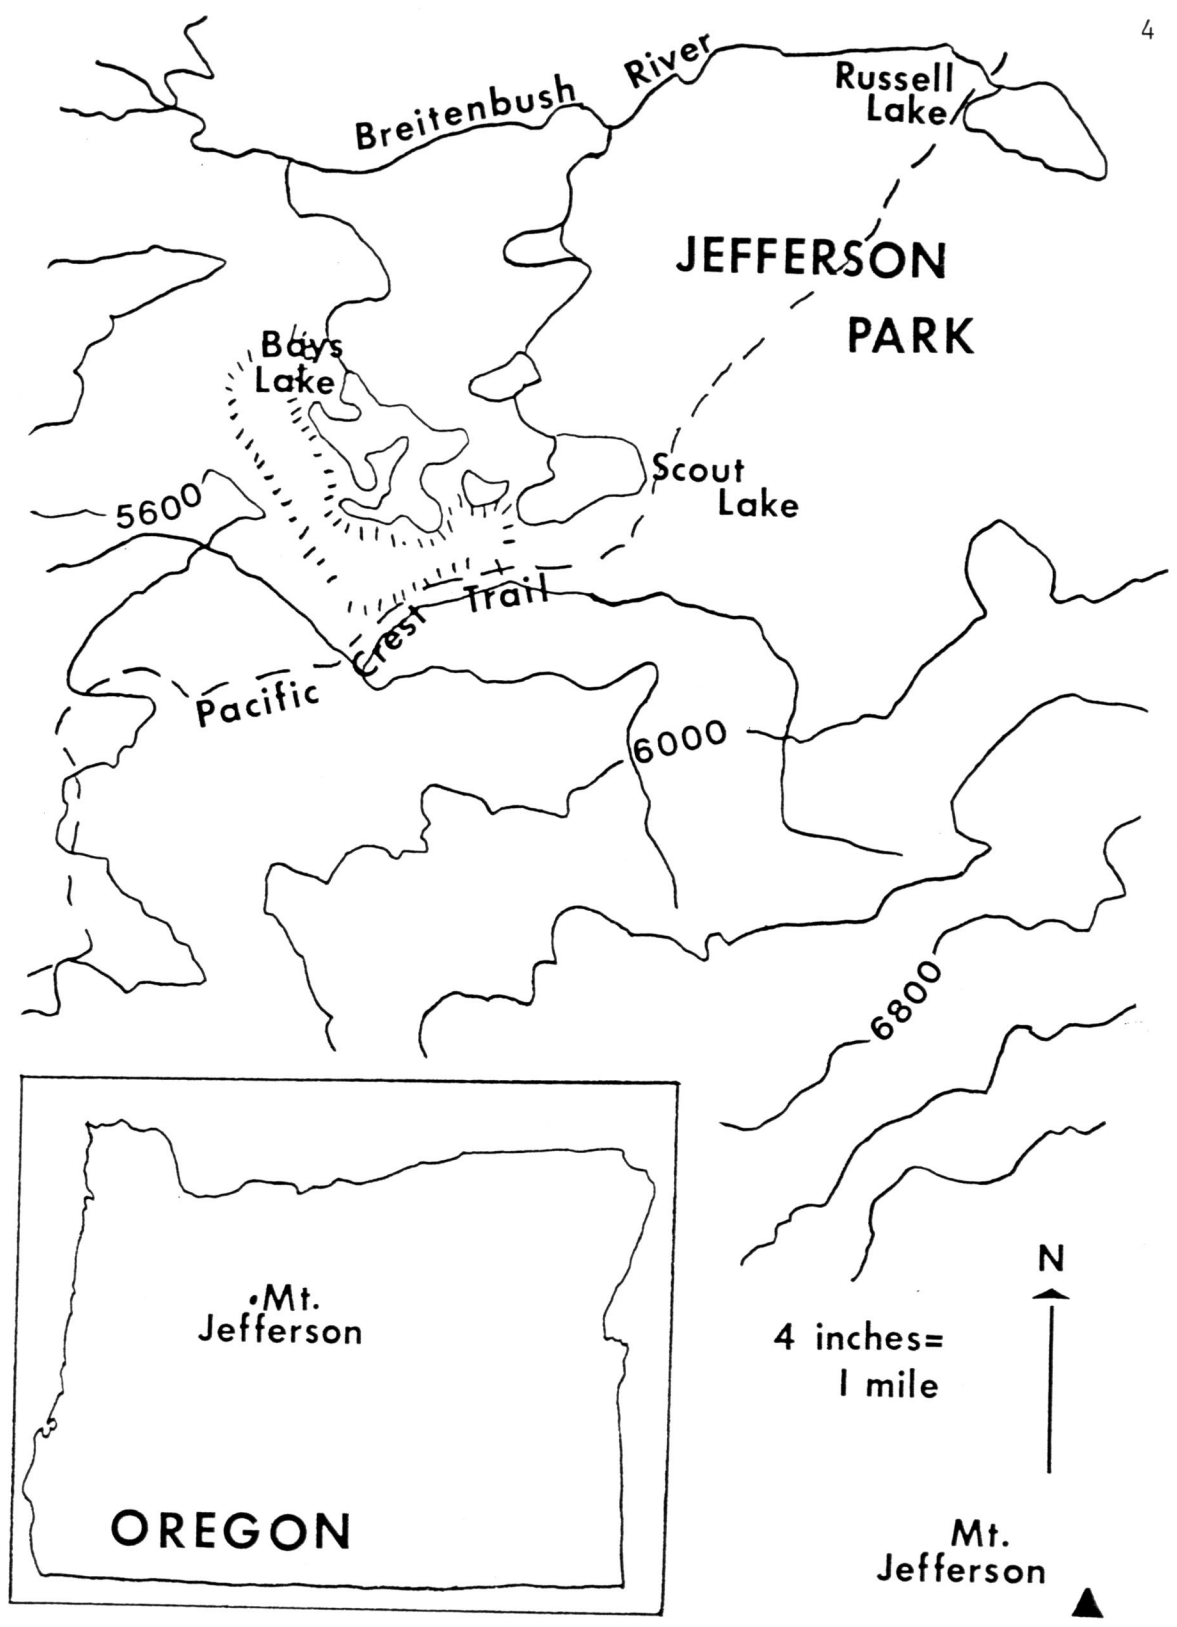 4
Breitenbush River
Russell
Lake
JEFFERSON
PARK
Bays
Lake
Scout
Lake
5600
Pacific Crest Trail
6000
6800
Mt.
Jefferson
OREGON
N
4 inches=
1 mile
Mt.
Jefferson